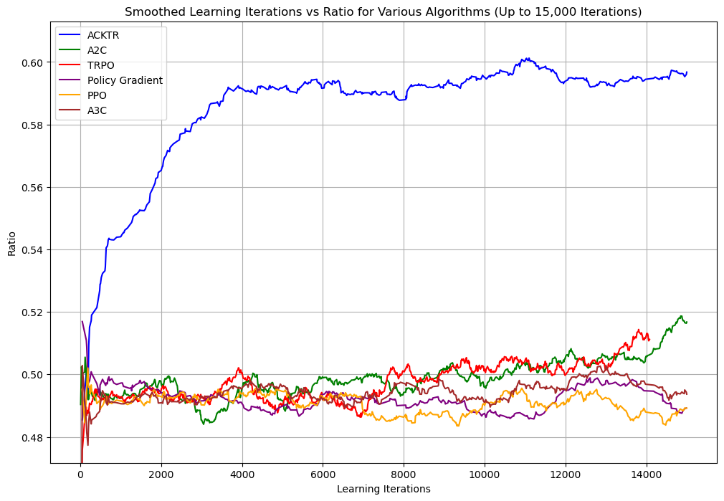 Smoothed Learning Iterations vs Ratio for Various Algorithms (Up to 15,000 Iterations)
ACKTR
A2C
TRPO
Policy Gradient
PPO
A3C
Ratio
0.60
0.58
0.56
0.54
0.52
0.50
0.48
0
2000
4000
6000
8000
10000
12000
14000
Learning Iterations